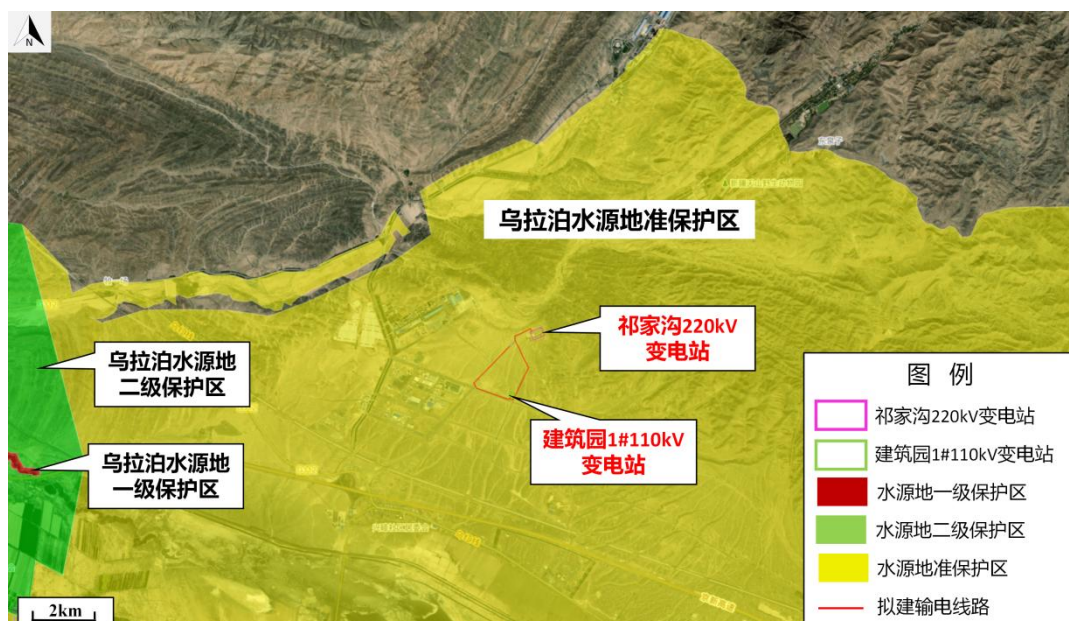 N
乌拉泊水源地准保护区
祁家沟220kV
变电站
乌拉泊水源地
二级保护区
建筑园1#110kV
变电站
乌拉泊水源地
一级保护区
2km
图 例
祁家沟220kV变电站
建筑园1#110kV变电站
水源地一级保护区
水源地二级保护区
水源地准保护区
拟建输电线路